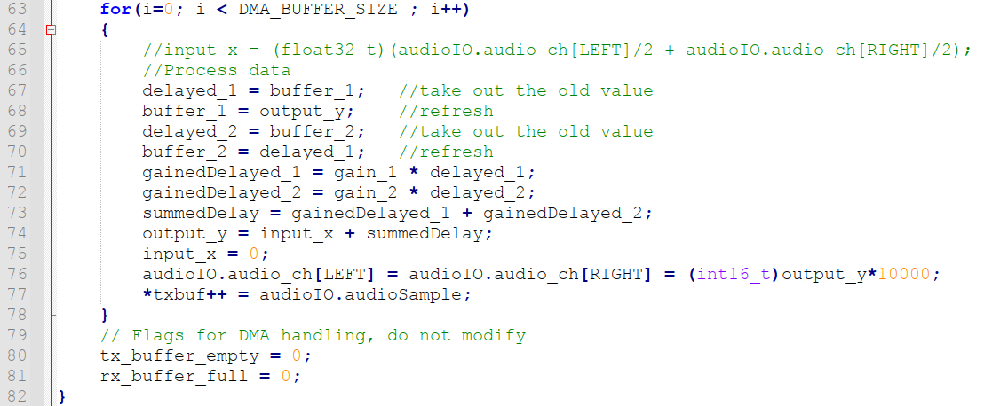 63 for(i=0; i < DMA_BUFFER_SIZE ; i++)
64 {
65 //input_x = (float32_t)(audioIO.audio_ch[LEFT]/2 + audioIO.audio_ch[RIGHT]/2);
66 //Process data
67 delayed_1 = buffer_1; //take out the old value
68 buffer_1 = output_y; //refresh
69 delayed_2 = buffer_2; //take out the old value
70 buffer_2 = delayed_1; //refresh
71 gainedDelayed_1 = gain_1 * delayed_1;
72 gainedDelayed_2 = gain_2 * delayed_2;
73 summedDelay = gainedDelayed_1 + gainedDelayed_2;
74 output_y = input_x + summedDelay;
75 input_x = 0;
76 audioIO.audio_ch[LEFT] = audioIO.audio_ch[RIGHT] = (int16_t)output_y*10000;
77 *txbuf++ = audioIO.audioSample;
78 }
79 // Flags for DMA handling, do not modify
80 tx_buffer_empty = 0;
81 rx_buffer_full = 0;
82 }